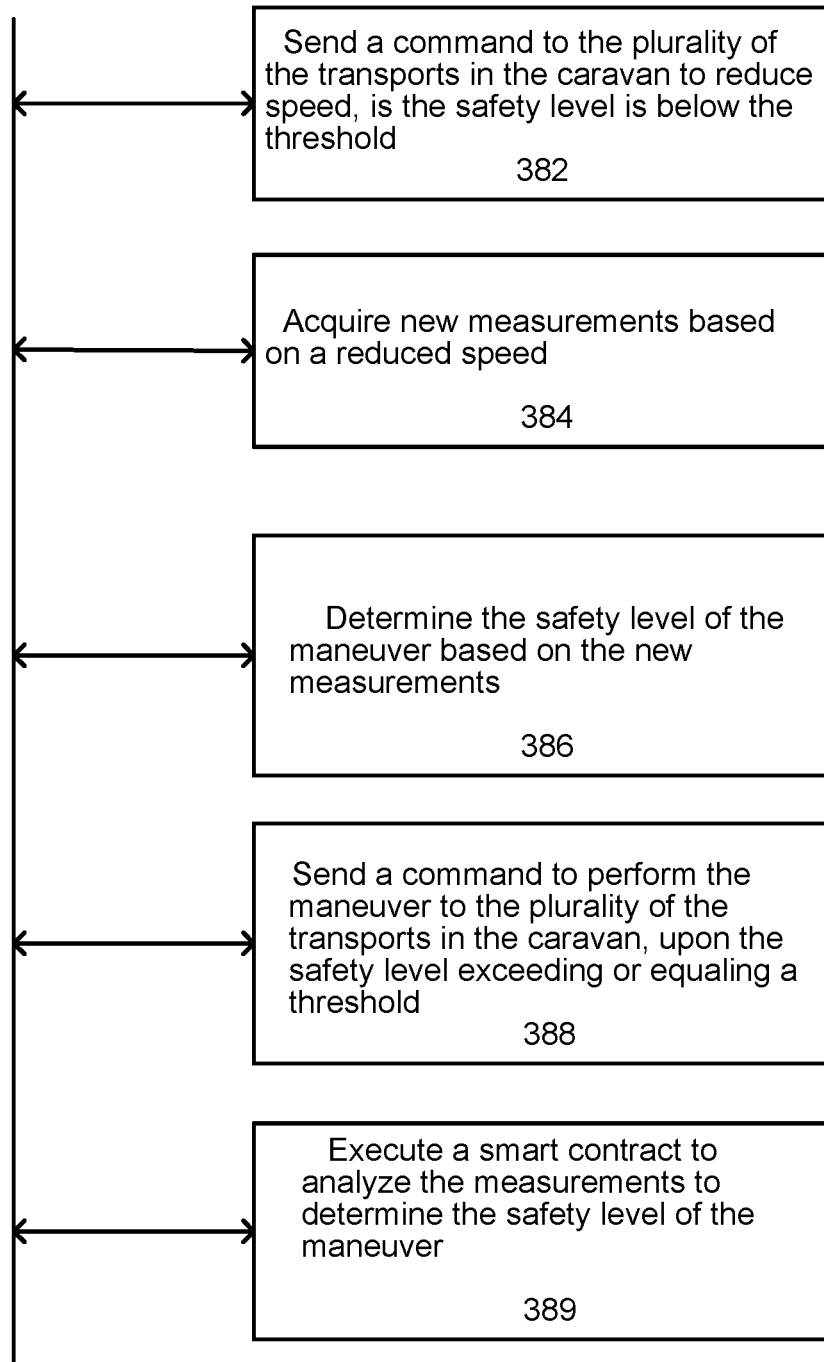 Send a command to the plurality of
the transports in the caravan to reduce
speed, is the safety level is below the
threshold
382
Acquire new measurements based
on a reduced speed
384
Determine the safety level of the
maneuver based on the new
measurements
386
Send a command to perform the
maneuver to the plurality of the
transports in the caravan, upon the
safety level exceeding or equaling a
threshold
388
Execute a smart contract to
analyze the measurements to
determine the safety level of the
maneuver
389